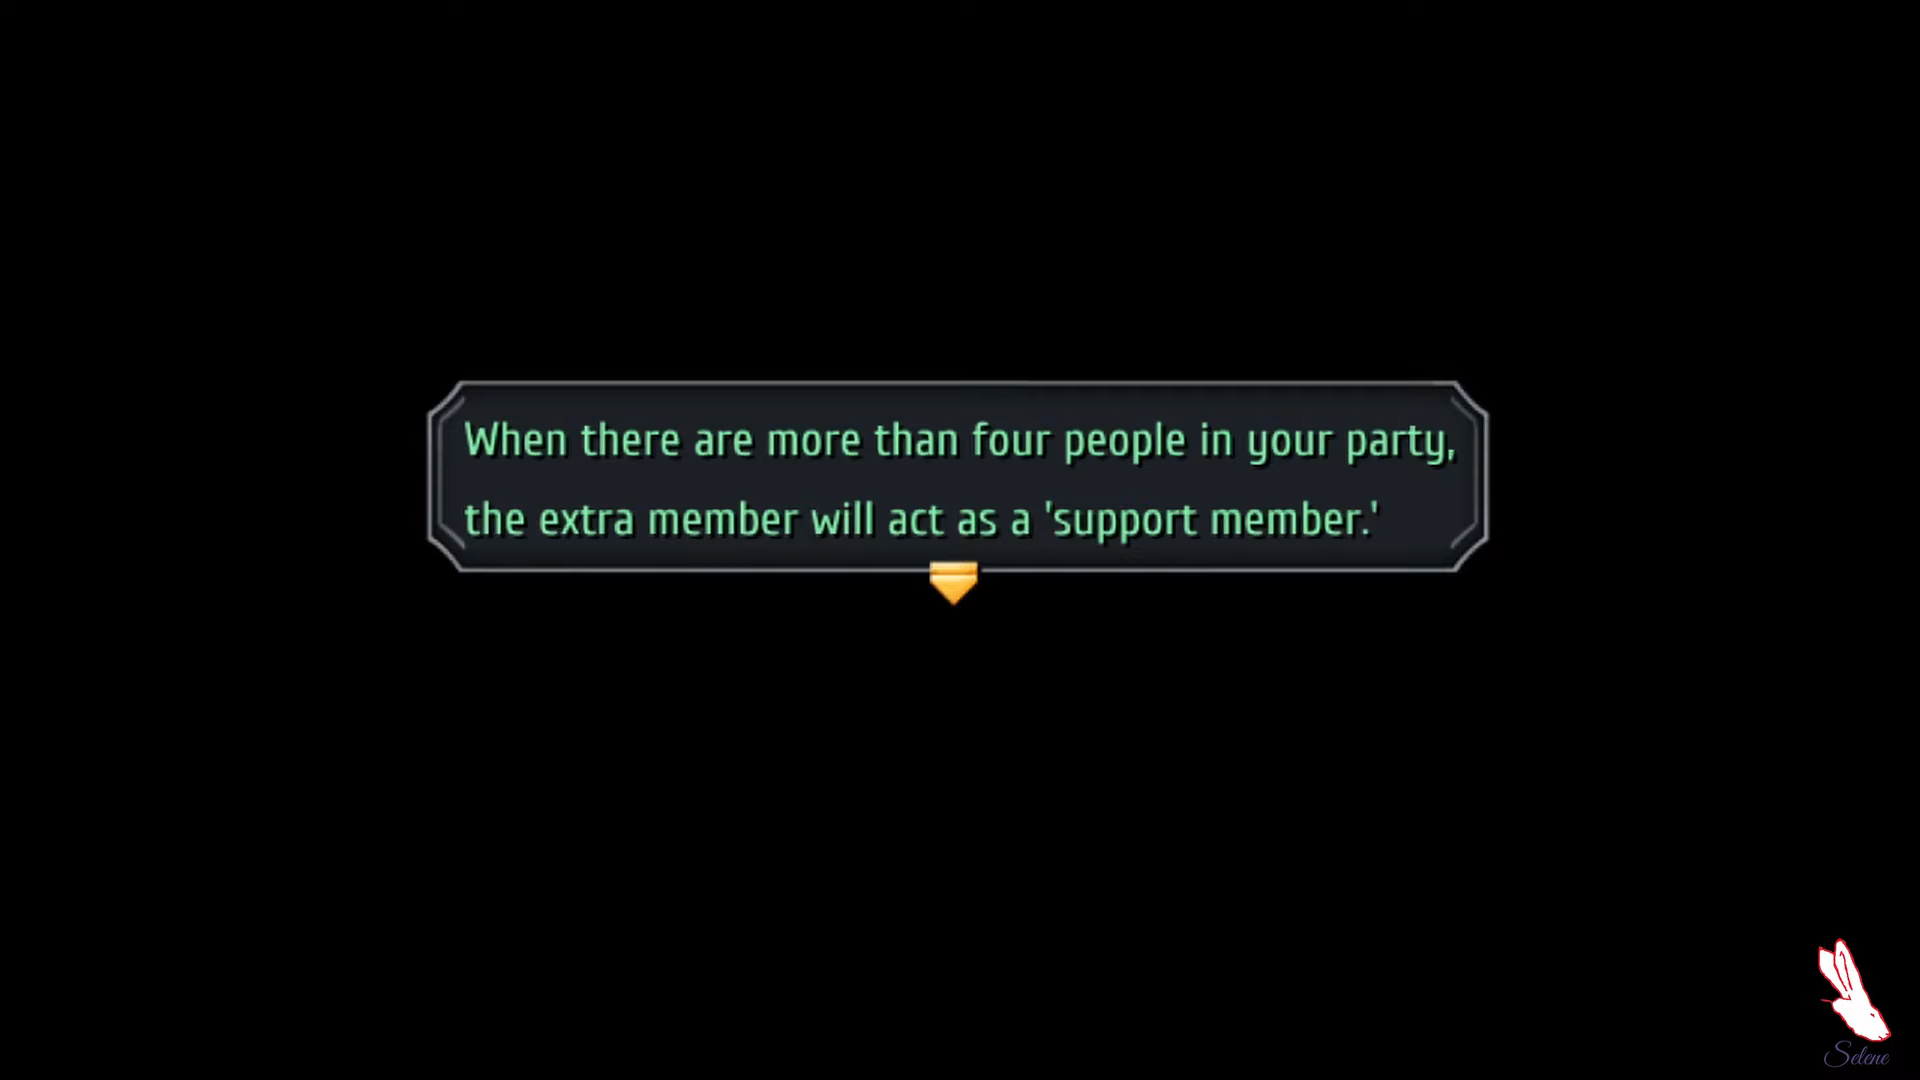 When there are more than four people in your party,
the extra member will act as a 'support member.'
Selene